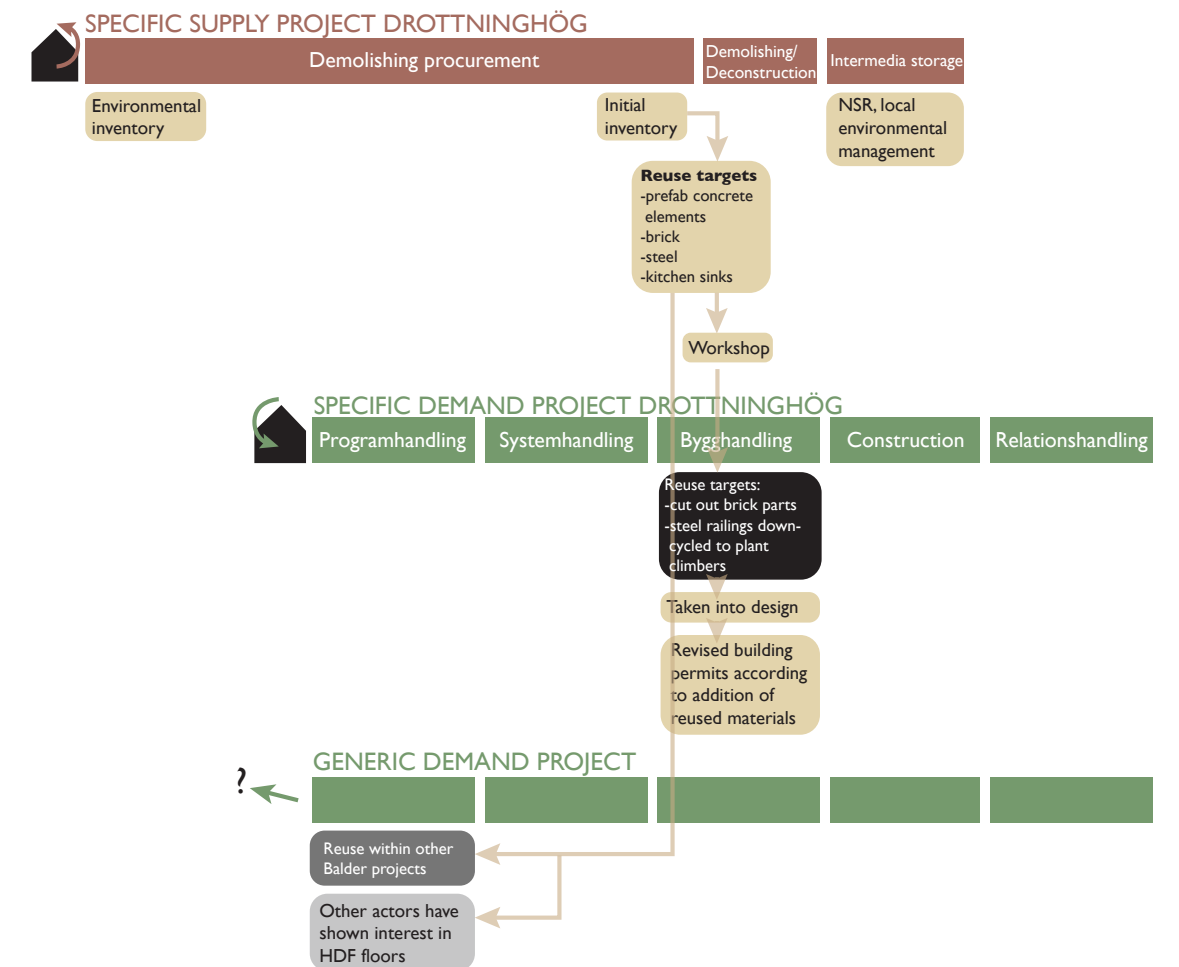 SPECIFIC SUPPLY PROJECT DROTTNINGHÖG
Demolishing procurement
Demolishing/
Deconstruction
Intermedia storage
Environmental
inventory
Initial
inventory
NSR, local
environmental
management
Reuse targets
-prefab concrete
elements
-brick
-steel
-kitchen sinks
Workshop
SPECIFIC DEMAND PROJECT DROTTNINGHÖG
Programhandling
Systemhandling
Bygghandling
Construction
Relationshandling
Reuse targets:
-cut out brick parts
-steel railings down-
cycled to plant
climbers
Taken into design
Revised building
permits according
to addition of
reused materials
GENERIC DEMAND PROJECT
?
Reuse within other
Balder projects
Other actors have
shown interest in
HDF floors